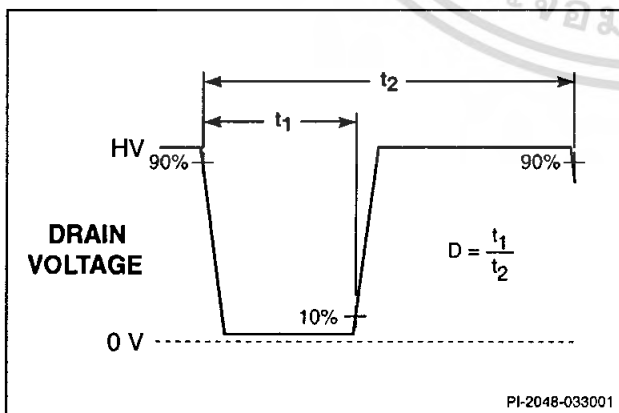 t2
t1
HV
90%
90%
DRAIN
VOLTAGE
D = t1
t2
10%
0 V
PI-2048-033001